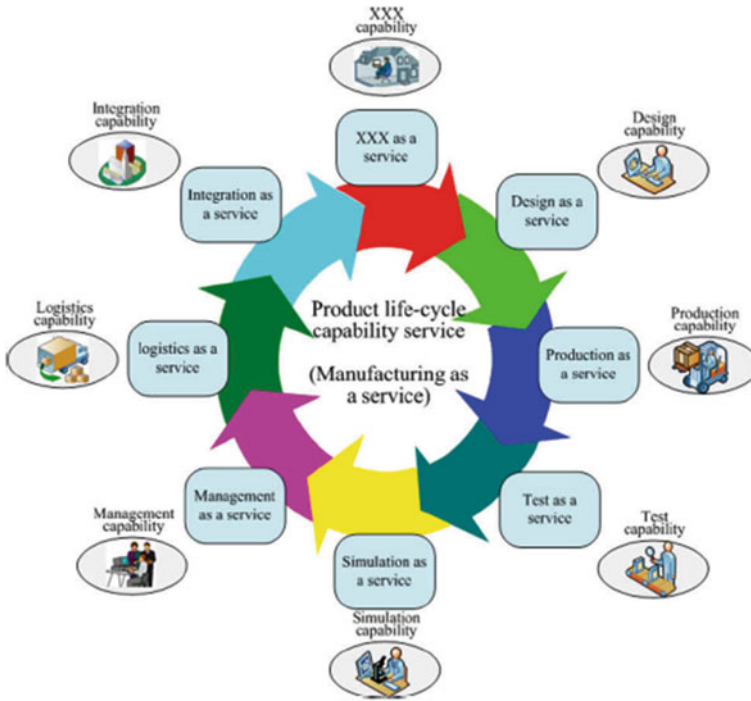 XXX
capability
XXX as a
service
Design
capability
Design as a
service
Production
capability
Production as
a service
Test
capability
Test as a
service
Simulation as
a service
Simulation
capability
Management
as a service
Management
capability
logistics as a
service
Logistics
capability
Integration as
a service
Integration
capability
Product life-cycle
capability service
(Manufacturing as
a service)